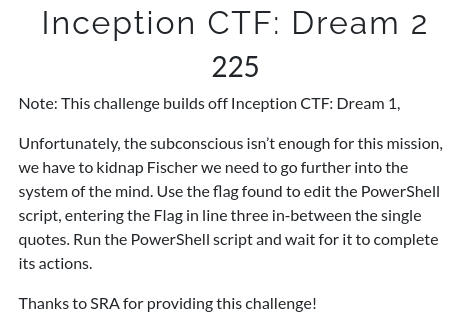 Inception CTF: Dream 2
225
Note: This challenge builds off Inception CTF: Dream 1,
Unfortunately, the subconscious isn’t enough for this mission,
we have to kidnap Fischer we need to go further into the
system of the mind. Use the flag found to edit the PowerShell
script, entering the Flag in line three in-between the single
quotes. Run the PowerShell script and wait for it to complete
its actions.
Thanks to SRA for providing this challenge!